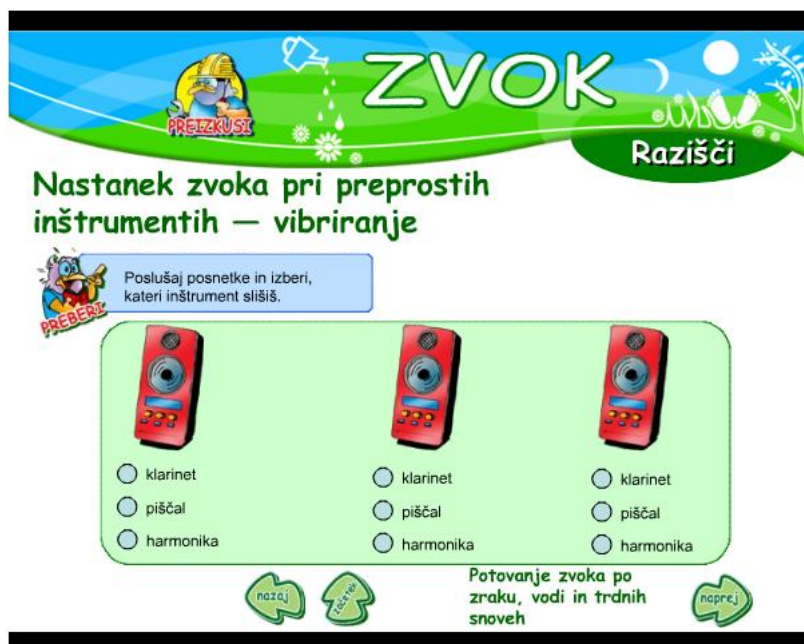 ZVOK
PREIZKUSI
Razišči
Nastanek zvoka pri preprostih
inštrumentih — vibriranje
Poslušaj posnetke in izberi,
kateri inštrument slišiš.
PREBERI
klarinet
piščal
harmonika
klarinet
piščal
harmonika
klarinet
piščal
harmonika
nazaj
začetek
Potovanje zvoka po
zraku, vodi in trdnih
snoveh
naprej